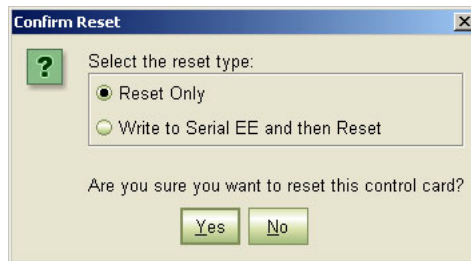 Confirm Reset
?
Select the reset type:
Reset Only
Write to Serial EE and then Reset
Are you sure you want to reset this control card?
Yes No